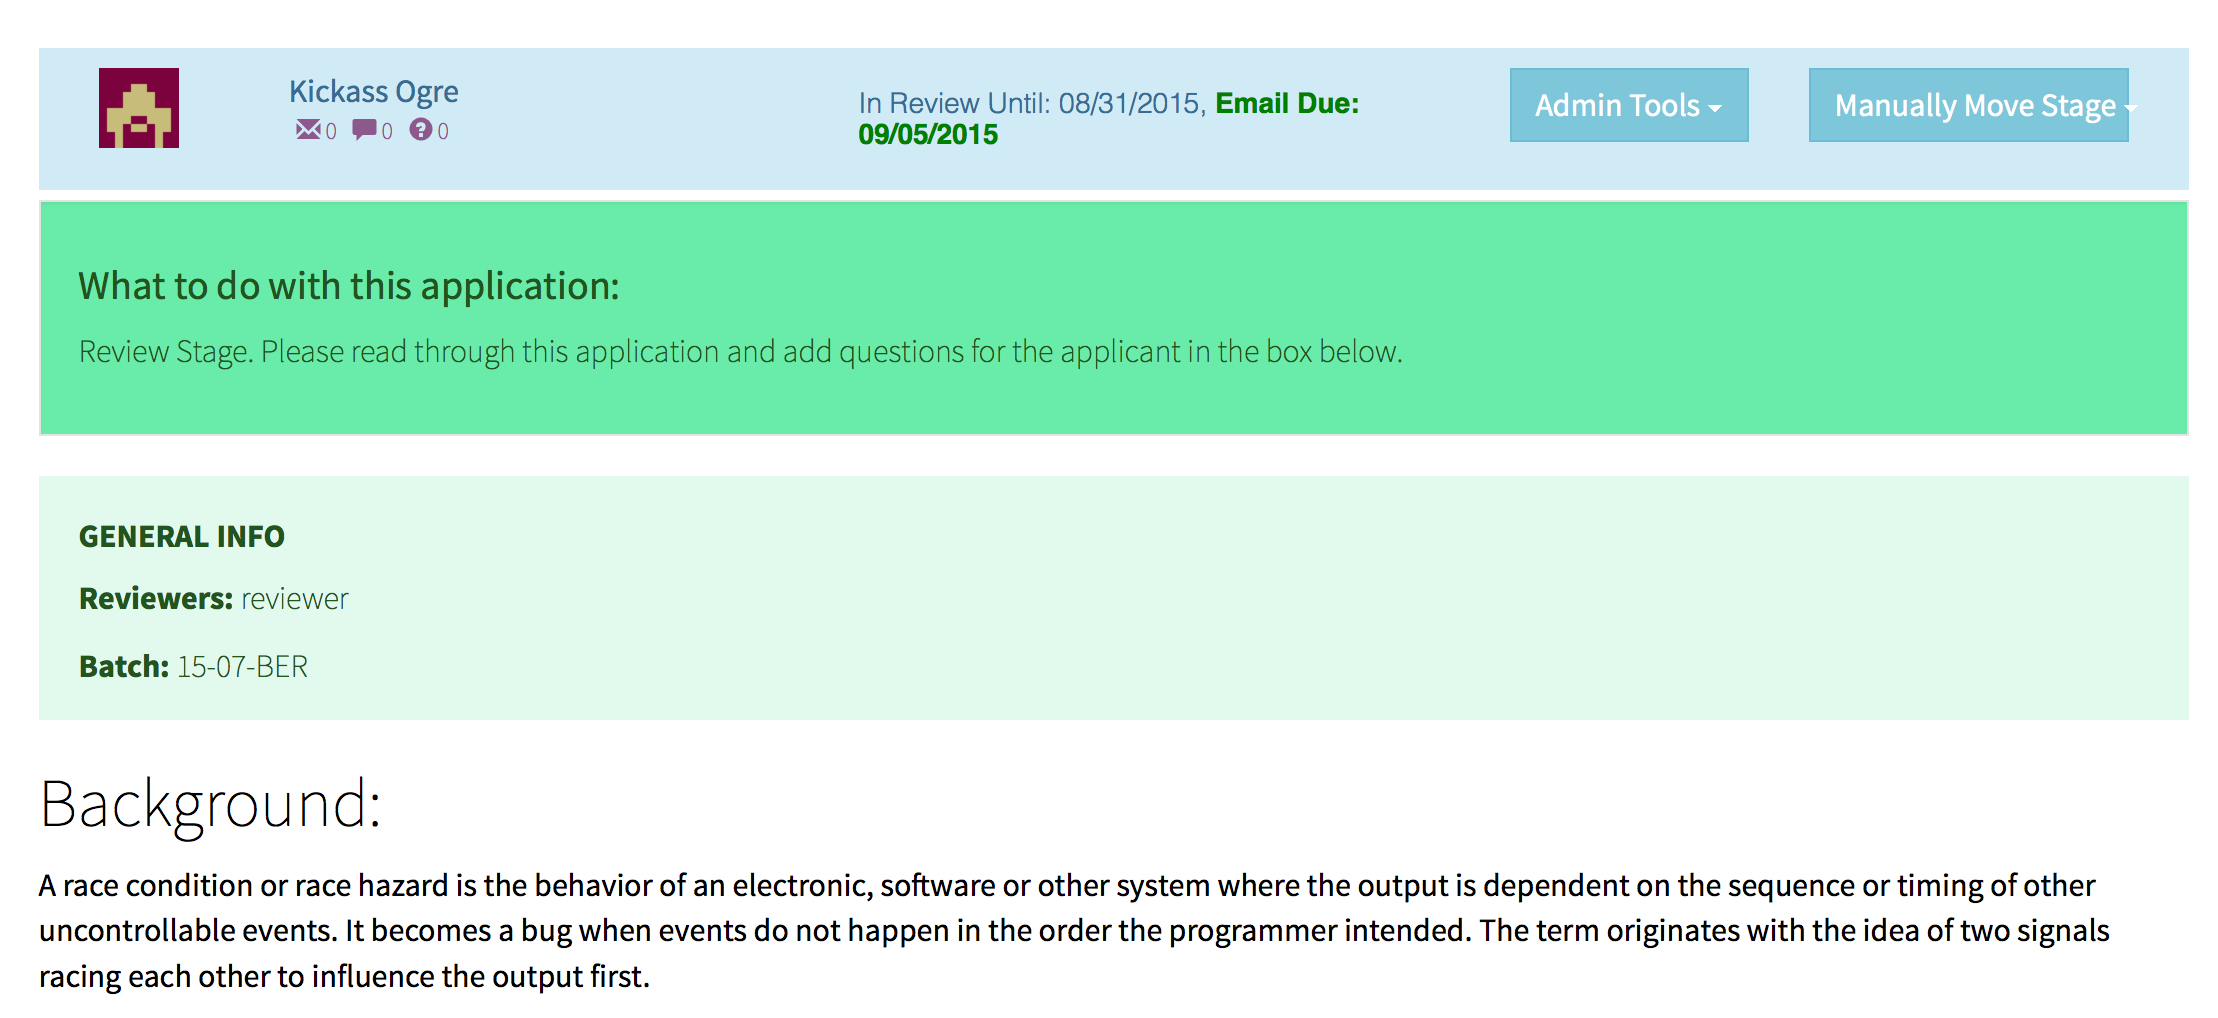 Kickass Ogre
0 0 0
In Review Until: 08/31/2015, Email Due:
09/05/2015
Admin Tools
Manually Move Stage
What to do with this application:
Review Stage. Please read through this application and add questions for the applicant in the box below.
GENERAL INFO
Reviewers: reviewer
Batch: 15-07-BER
Background:
A race condition or race hazard is the behavior of an electronic, software or other system where the output is dependent on the sequence or timing of other
uncontrollable events. It becomes a bug when events do not happen in the order the programmer intended. The term originates with the idea of two signals
racing each other to influence the output first.